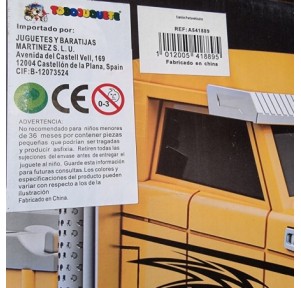 TOBOJUGUETE
Importado por:
JUGUETES Y BARATIJAS
MARTINEZ S. L. U.
Avenida del Castell Vell, 169
12004 Castellón de la Plana, Spain
CIF:B-12073524
CE
0-3
ADVERTENCIA:
No recomendado para niños menores
de 36 meses por contener piezas
pequeñas que podrían ser tragadas
y producir asfixia. Retiren todas las
sujeciones del envase antes de entregar el
juguete al niño. Guarde esta información
para futuras consultas. Los colores y
especificaciones del producto pueden
variar con respecto a los de la ilustración
Fabricado en China.
REF: AS41889
1 012005 418895
Fabricado en china